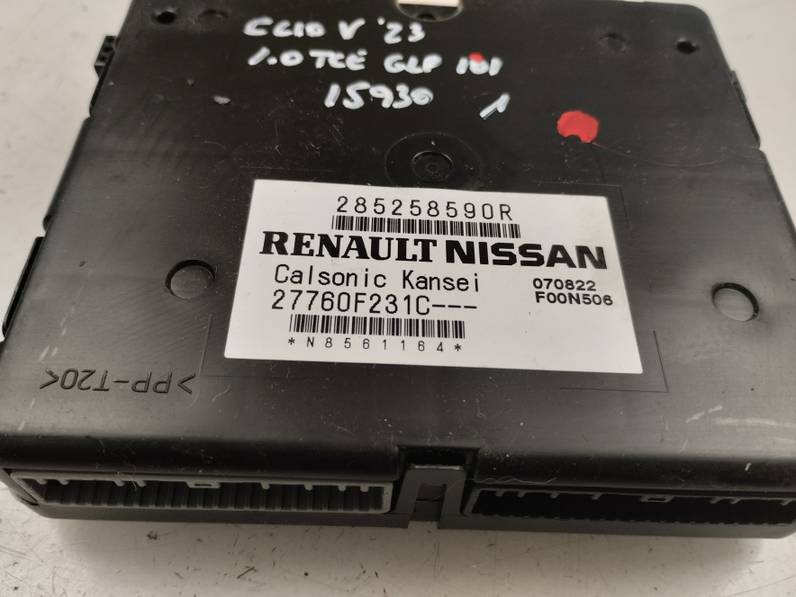 CLIO V '23
1.0 TCE GLP 101
15930 1
285258590R
RENAULT NISSAN
Calsonic Kansei
070822
27760F231C---
F00N506
*N8561164*
>PP-T20<